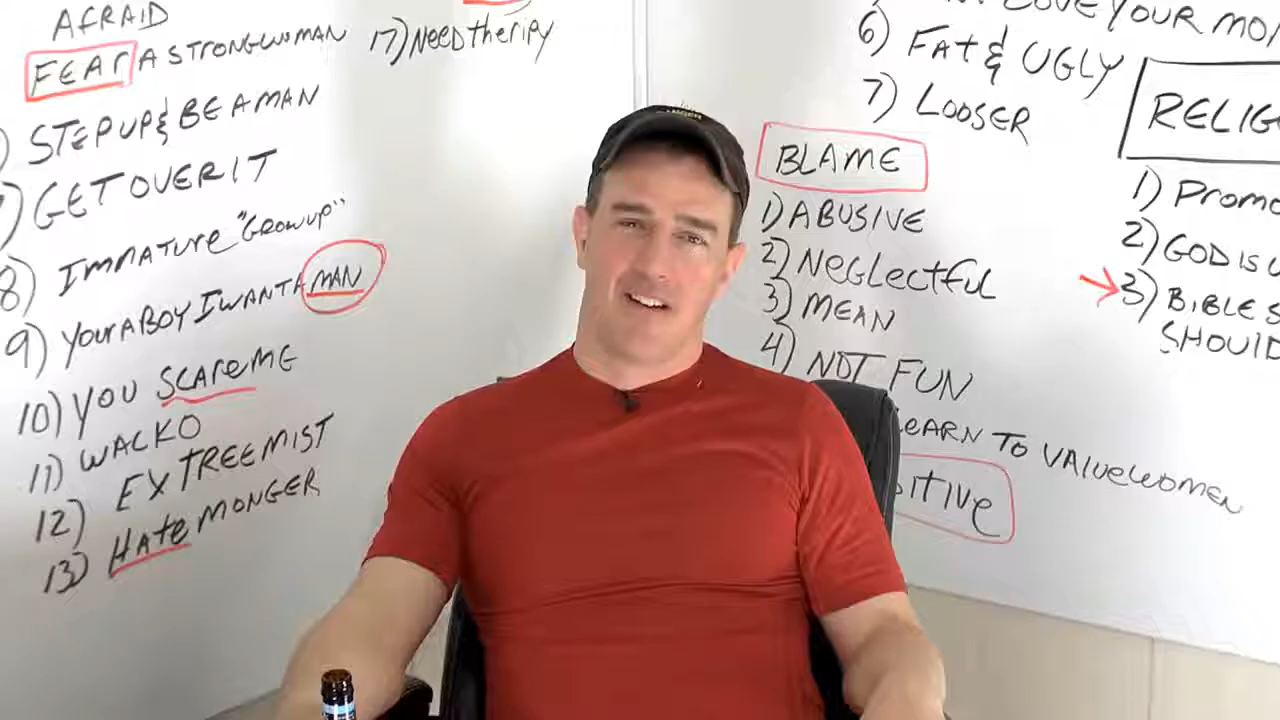 AFRAID
FEAR A STRONG WOMAN
STEP UP & BE A MAN
GET OVER IT
8) IMMATURE "GROW UP"
9) YOUR A BOY I WANT A MAN
10) YOU SCARE ME
11) WACKO
12) EXTREEMIST
13) HATE MONGER
17) NEED theripy
LOVE YOUR
6) FAT & UGLY
7) LOOSER
BLAME
1) ABUSIVE
2) NEGLECTFUL
3) MEAN
4) NOT FUN
LEARN TO VALUE WOMEN
1)
2) GOD IS
3) BIBLE
SHOULD